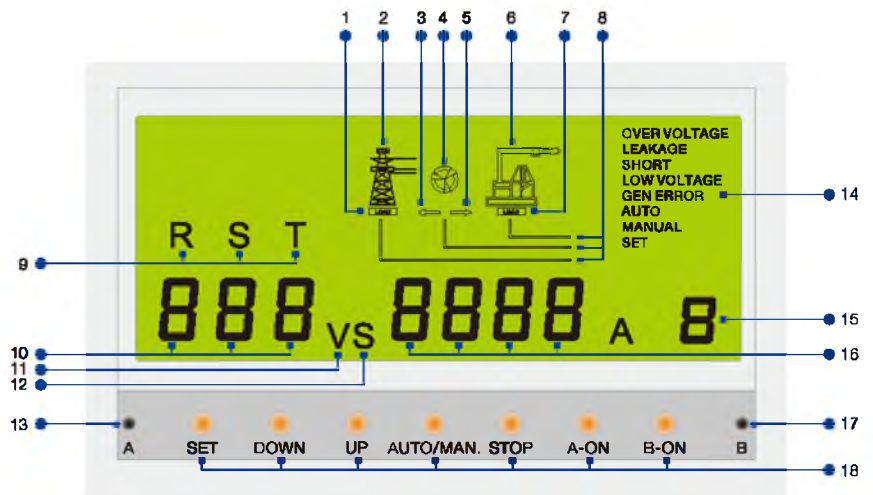 1 2 3 4 5 6 7 8
OVER VOLTAGE
LEAKAGE
SHORT
LOW VOLTAGE
GEN ERROR
AUTO
MANUAL
SET
14
LOAD LOAD
R S T
9
888 VS 8888 A 8
15
10
16
11
12
13
17
A SET DOWN UP AUTO/MAN. STOP A-ON B-ON B
18